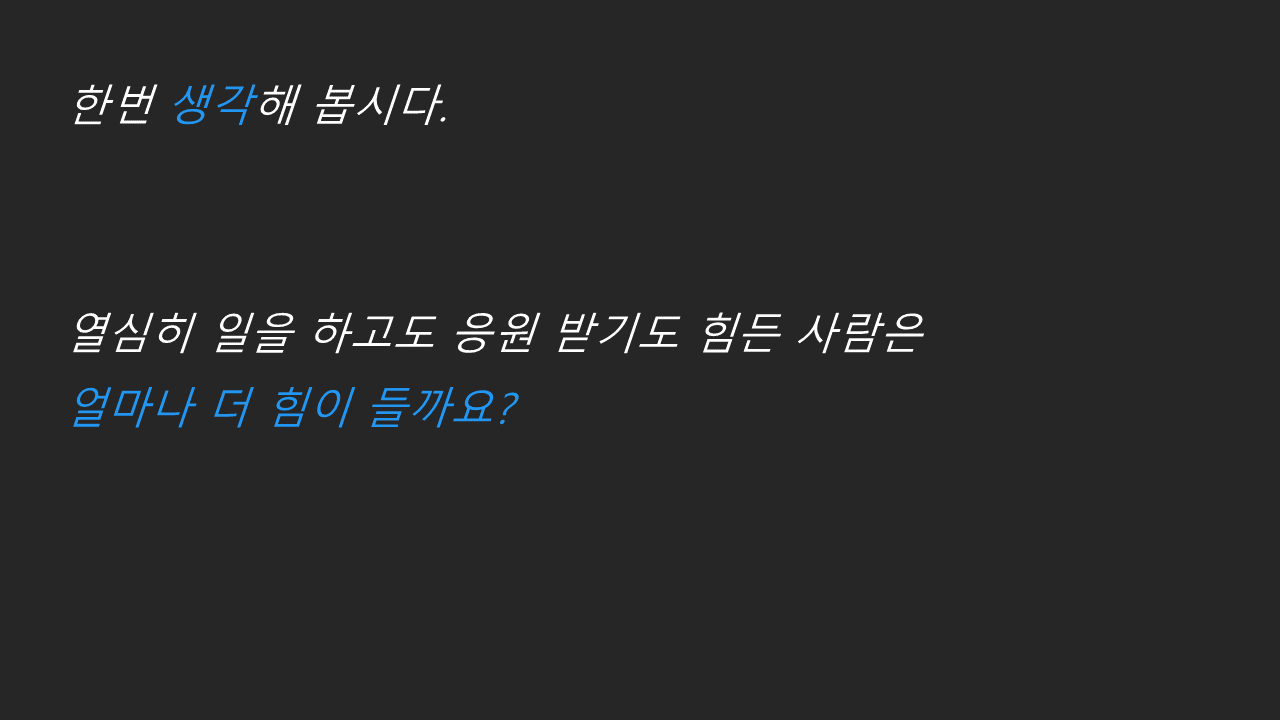 한번 생각해 봅시다.
열심히 일을 하고도 응원 받기도 힘든 사람은
얼마나 더 힘이 들까요?